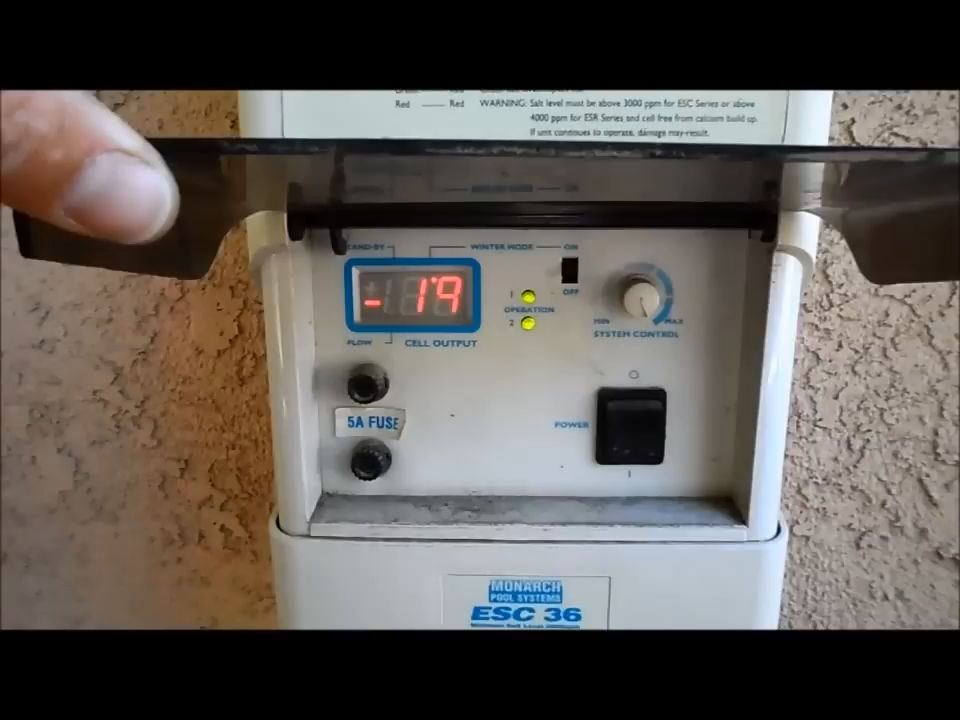 Red Red
WARNING: Salt level must be above 3000 ppm for ESC Series or above
4000 ppm for ESR Series and cell free from calcium build up.
If unit continues to operate, damage may result.
WINTER MODE ON
- 1'9
1
OFF
OPERATION
2
MIN MAX
SYSTEM CONTROL
FLOW CELL OUTPUT
5A FUSE
POWER
MONARCH
POOL SYSTEMS
ESC 36